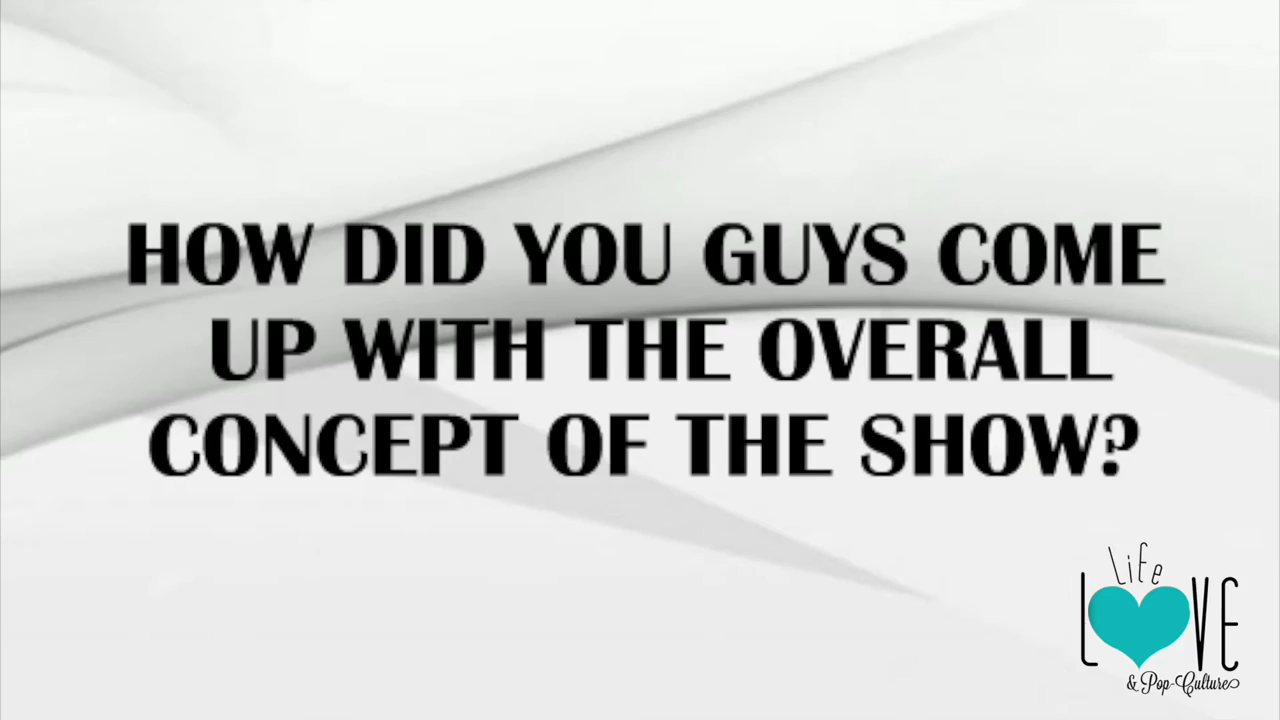 HOW DID YOU GUYS COME
UP WITH THE OVERALL
CONCEPT OF THE SHOW?
Life
LOVE
& Pop-Culture